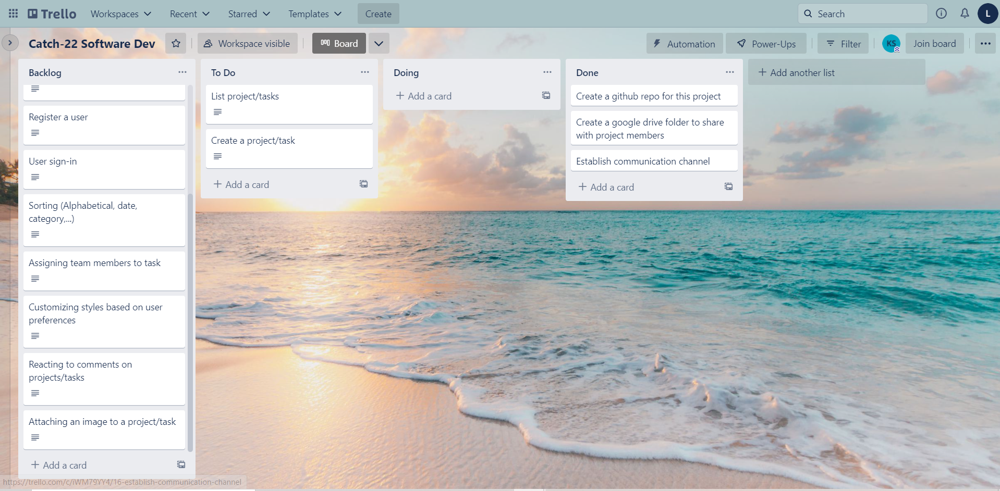 Trello
Workspaces
Recent
Starred
Templates
Create
Search
L
Catch-22 Software Dev
Workspace visible
Board
Automation
Power-Ups
Filter
KS
Join board
Backlog
Register a user
User sign-in
Sorting (Alphabetical, date,
category,...)
Assigning team members to task
Customizing styles based on user
preferences
Reacting to comments on
projects/tasks
Attaching an image to a project/task
+ Add a card
To Do
List project/tasks
Create a project/task
+ Add a card
Doing
+ Add a card
Done
Create a github repo for this project
Create a google drive folder to share
with project members
Establish communication channel
+ Add a card
+ Add another list
https://trello.com/c/iWM79YY4/16-establish-communication-channel